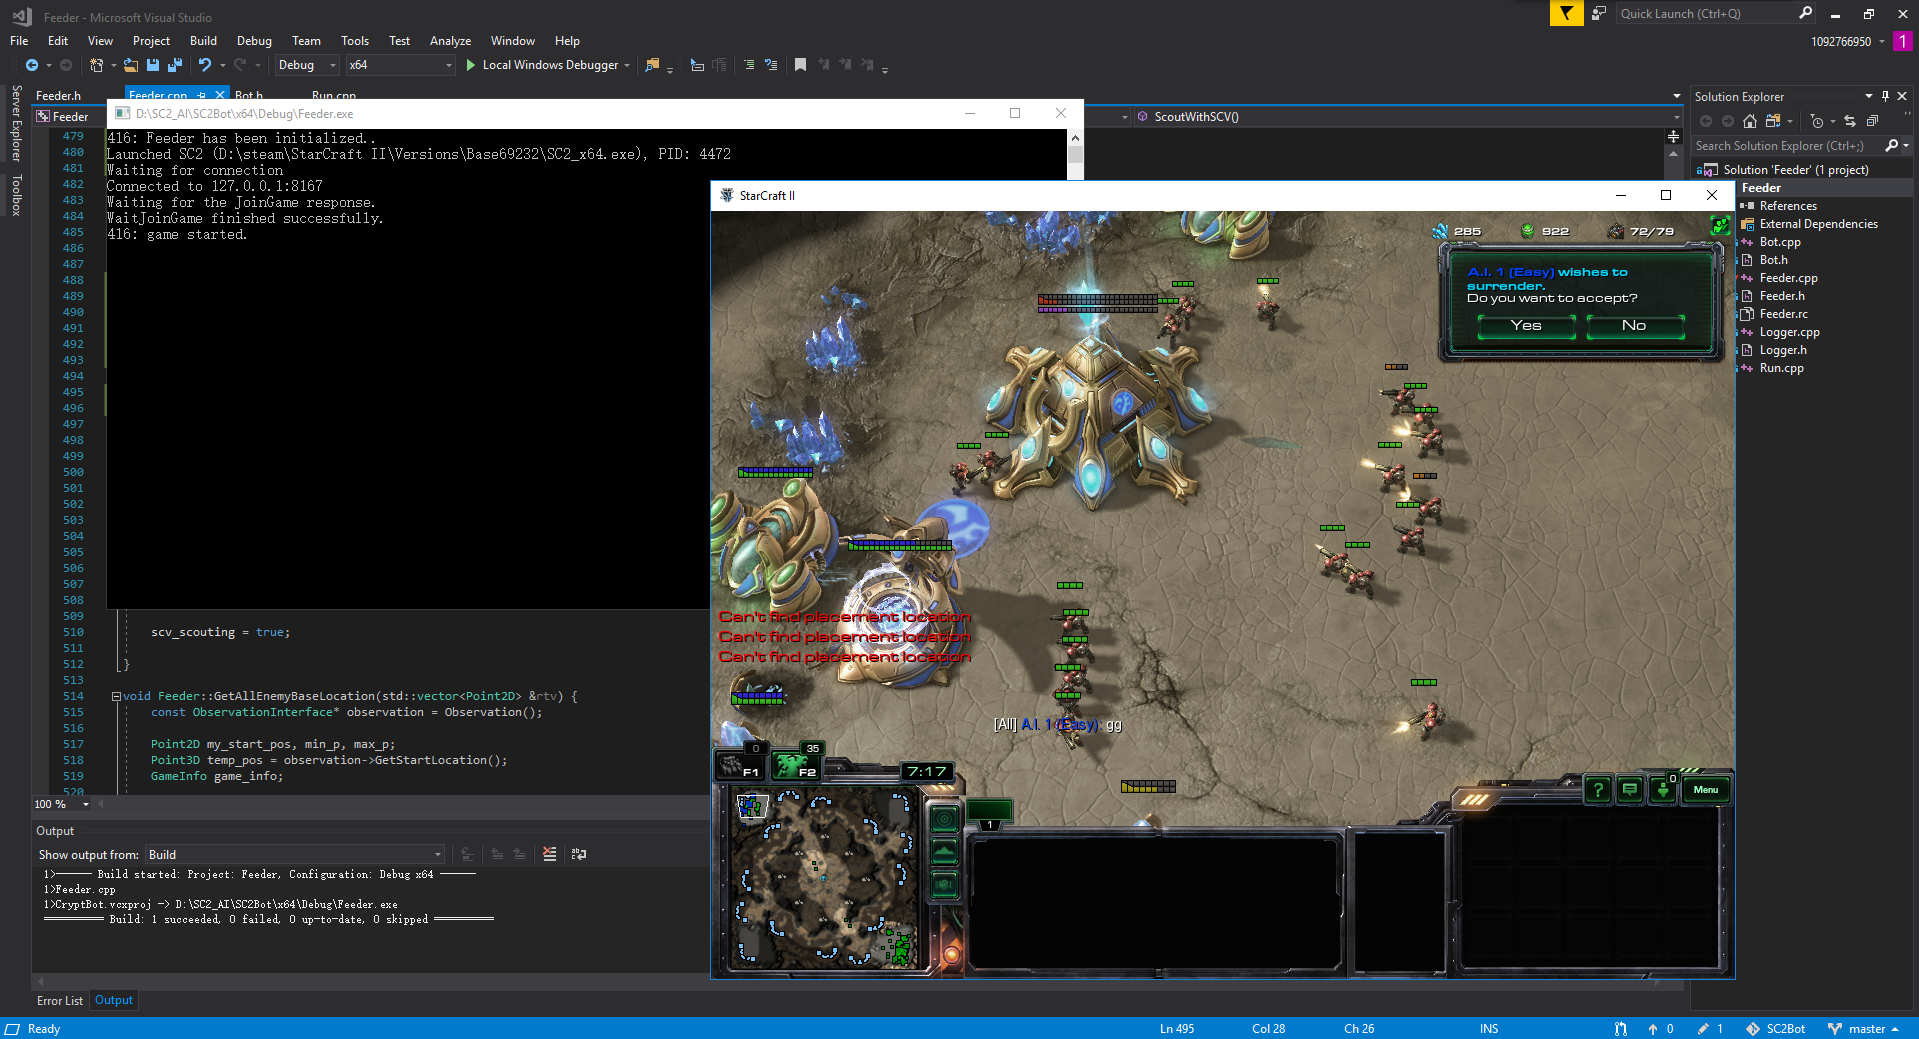 Feeder - Microsoft Visual Studio
Quick Launch (Ctrl+Q)
File Edit View Project Build Debug Team Tools Test Analyze Window Help
1092766950 1
Debug x64 Local Windows Debugger
Server Explorer
Toolbox
Feeder.h Feeder.cpp Bot.h Run.cpp
Feeder
ScoutWithSCV()
D:\SC2_AI\SC2Bot\x64\Debug\Feeder.exe
416: Feeder has been initialized..
Launched SC2 (D:\steam\StarCraft II\Versions\Base69232\SC2_x64.exe), PID: 4472
Waiting for connection
Connected to 127.0.0.1:8167
Waiting for the JoinGame response.
WaitJoinGame finished successfully.
416: game started.
479
480
481
482
483
484
485
486
487
488
489
490
491
492
493
494
495
496
497
498
499
500
501
502
503
504
505
506
507
508
509
510 scv_scouting = true;
511
512 }
513
514 void Feeder::GetAllEnemyBaseLocation(std::vector<Point2D> &rtv) {
515 const ObservationInterface* observation = Observation();
516
517 Point2D my_start_pos, min_p, max_p;
518 Point3D temp_pos = observation->GetStartLocation();
519 GameInfo game_info;
520
100 %
Output
Show output from: Build
1>------ Build started: Project: Feeder, Configuration: Debug x64 ------
1>Feeder.cpp
1>CryptBot.vcxproj -> D:\SC2_AI\SC2Bot\x64\Debug\Feeder.exe
========== Build: 1 succeeded, 0 failed, 0 up-to-date, 0 skipped ==========
Error List Output
StarCraft II
285 922 72/79
A.I. 1 (Easy) wishes to
surrender.
Do you want to accept?
Yes No
Can't find placement location
Can't find placement location
Can't find placement location
[All] A.I. 1 (Easy): gg
0 35
F1 F2
7:17
1
? 0 Menu
Solution Explorer
Search Solution Explorer (Ctrl+;)
Solution 'Feeder' (1 project)
Feeder
References
External Dependencies
Bot.cpp
Bot.h
Feeder.cpp
Feeder.h
Feeder.rc
Logger.cpp
Logger.h
Run.cpp
Ready Ln 495 Col 28 Ch 26 INS 0 1 SC2Bot master